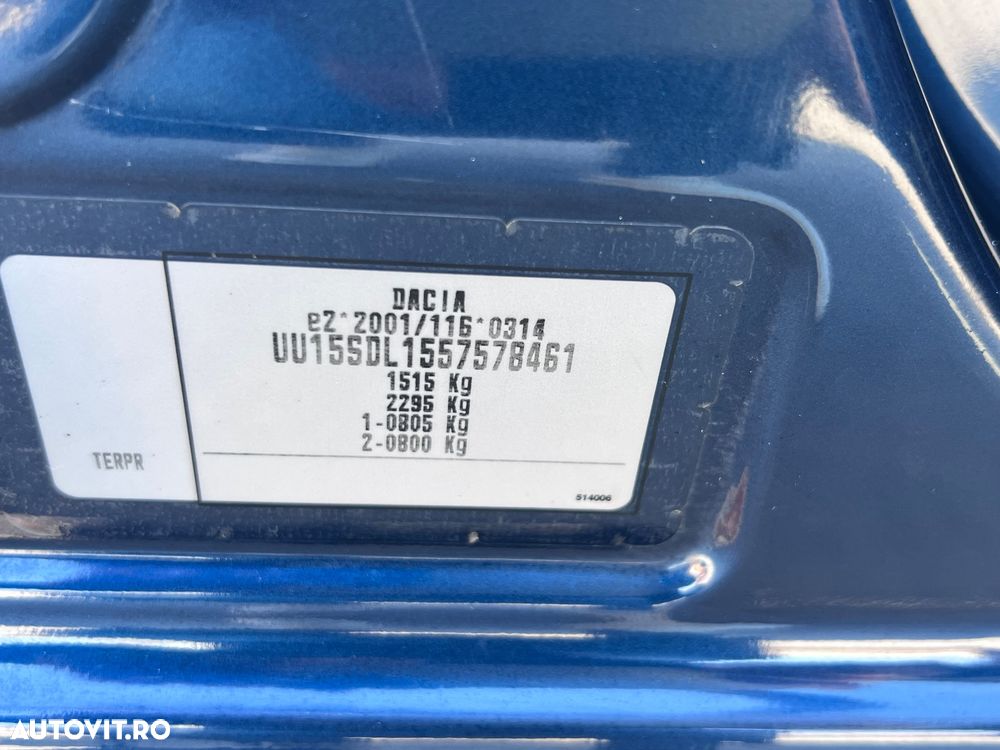 DACIA
e2*2001/116*0314
UU15SDL1557578461
1515 Kg
2295 Kg
1-0805 Kg
2-0800 Kg
TERPR
514006
AUTOVIT.RO